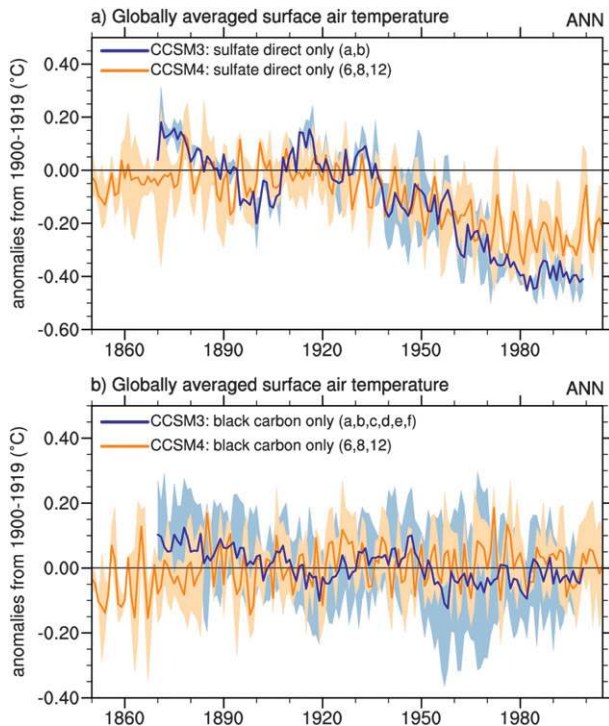 a) Globally averaged surface air temperature ANN
CCSM3: sulfate direct only (a,b)
CCSM4: sulfate direct only (6,8,12)
0.40
0.20
0.00
-0.20
-0.40
-0.60
anomalies from 1900-1919 (°C)
1860 1890 1920 1950 1980
b) Globally averaged surface air temperature ANN
CCSM3: black carbon only (a,b,c,d,e,f)
CCSM4: black carbon only (6,8,12)
0.40
0.20
0.00
-0.20
-0.40
anomalies from 1900-1919 (°C)
1860 1890 1920 1950 1980